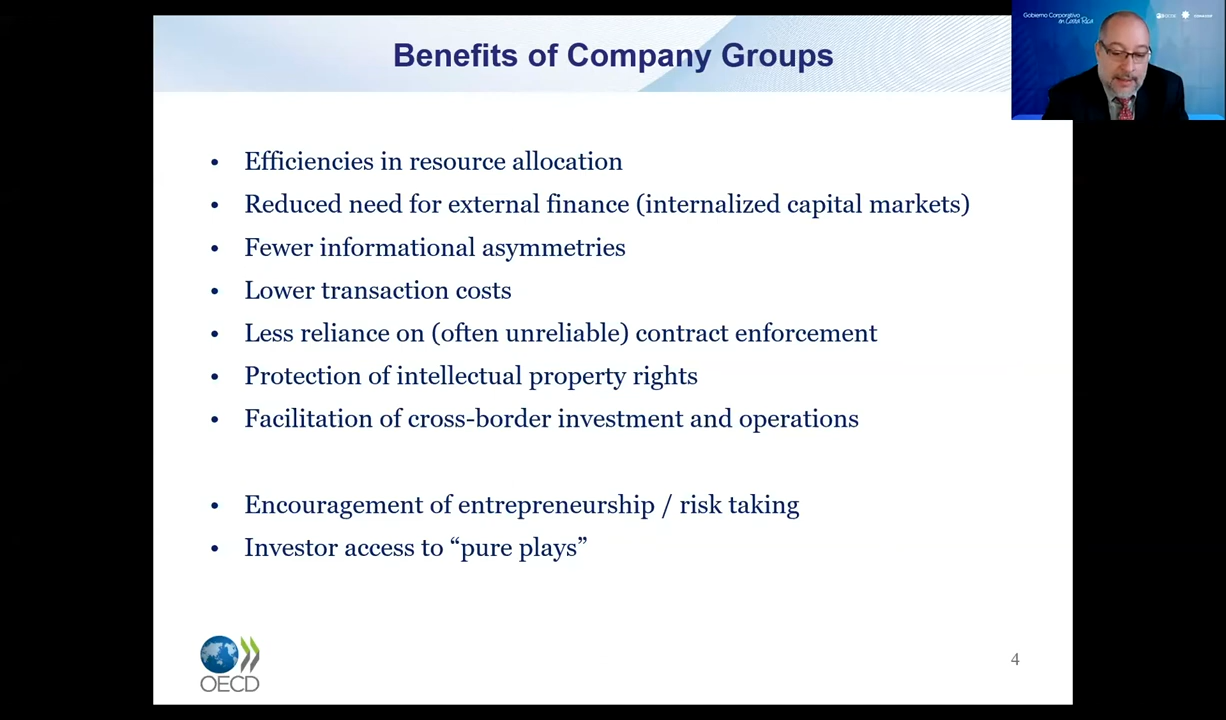 Benefits of Company Groups
Gobierno Corporativo
en Costa Rica
• Efficiencies in resource allocation
• Reduced need for external finance (internalized capital markets)
• Fewer informational asymmetries
• Lower transaction costs
• Less reliance on (often unreliable) contract enforcement
• Protection of intellectual property rights
• Facilitation of cross-border investment and operations
• Encouragement of entrepreneurship / risk taking
• Investor access to “pure plays”
OECD
4